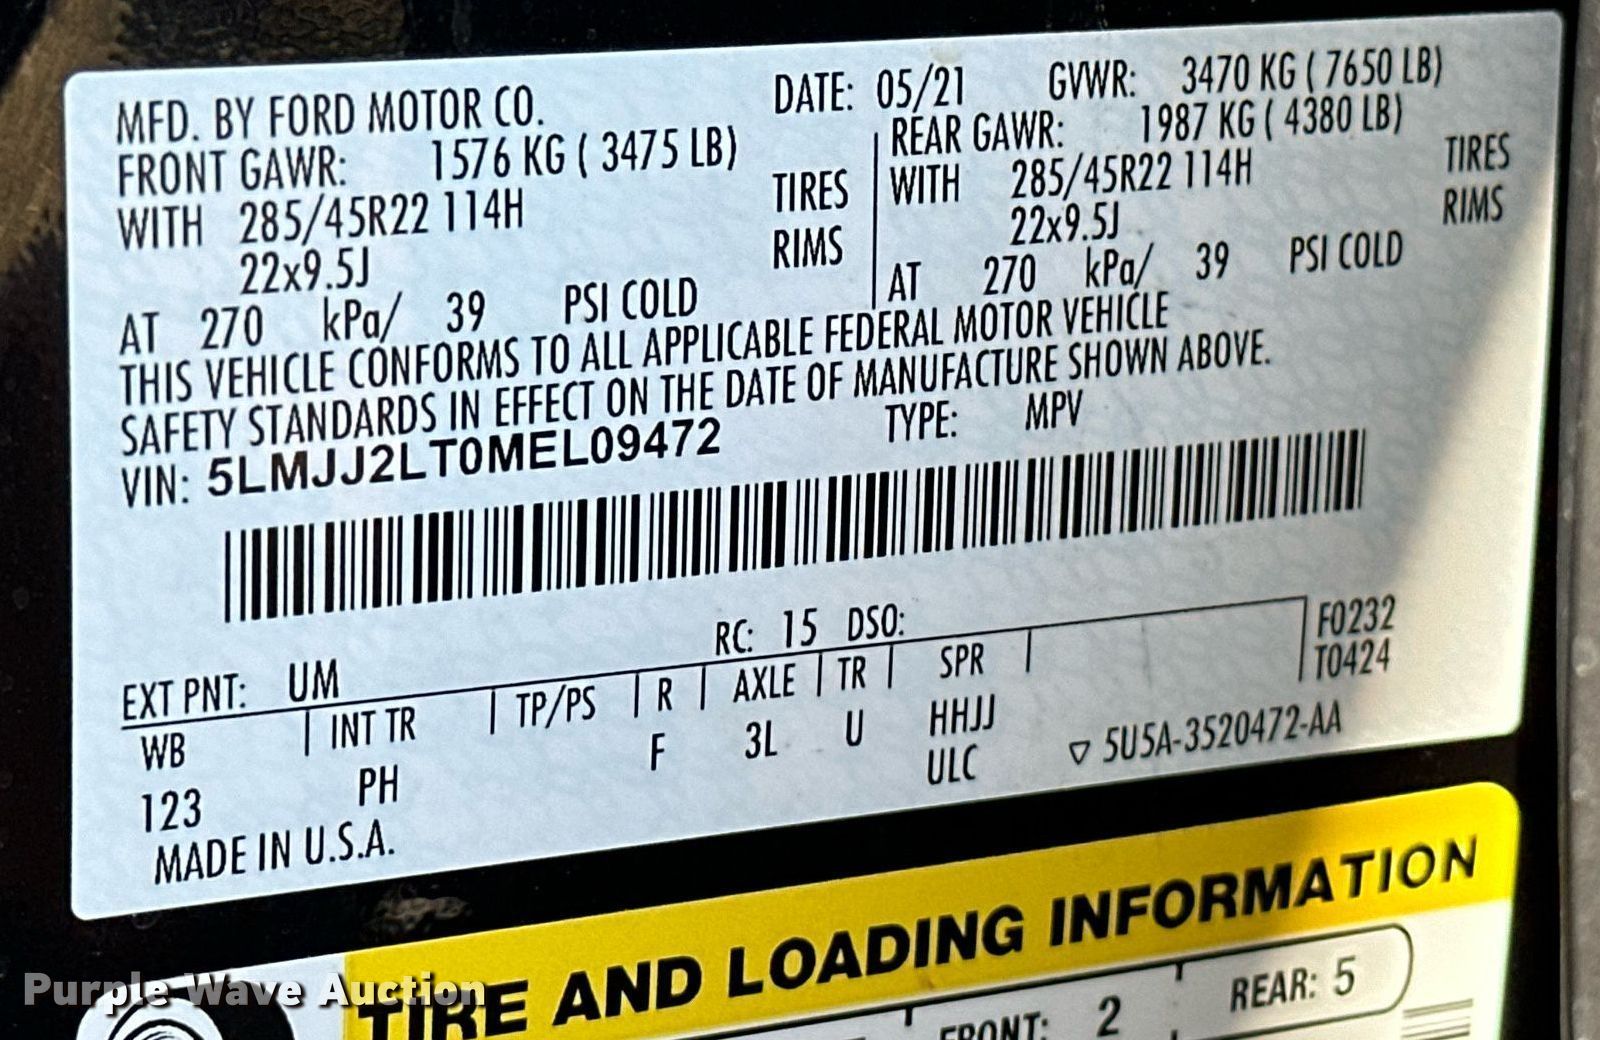 MFD. BY FORD MOTOR CO. DATE: 05/21 GVWR: 3470 KG ( 7650 LB)
FRONT GAWR: 1576 KG ( 3475 LB) REAR GAWR: 1987 KG ( 4380 LB)
WITH 285/45R22 114H TIRES WITH 285/45R22 114H TIRES
22x9.5J RIMS 22x9.5J RIMS
AT 270 kPa/ 39 PSI COLD AT 270 kPa/ 39 PSI COLD
THIS VEHICLE CONFORMS TO ALL APPLICABLE FEDERAL MOTOR VEHICLE
SAFETY STANDARDS IN EFFECT ON THE DATE OF MANUFACTURE SHOWN ABOVE.
VIN: 5LMJJ2LT0MEL09472 TYPE: MPV
EXT PNT: UM RC: 15 DSO: F0232
WB INT TR TP/PS R AXLE TR SPR T0424
123 PH F 3L U HHJJ
ULC ▽ 5U5A-3520472-AA
MADE IN U.S.A.
TIRE AND LOADING INFORMATION
FRONT: 2 REAR: 5
Purple Wave Auction